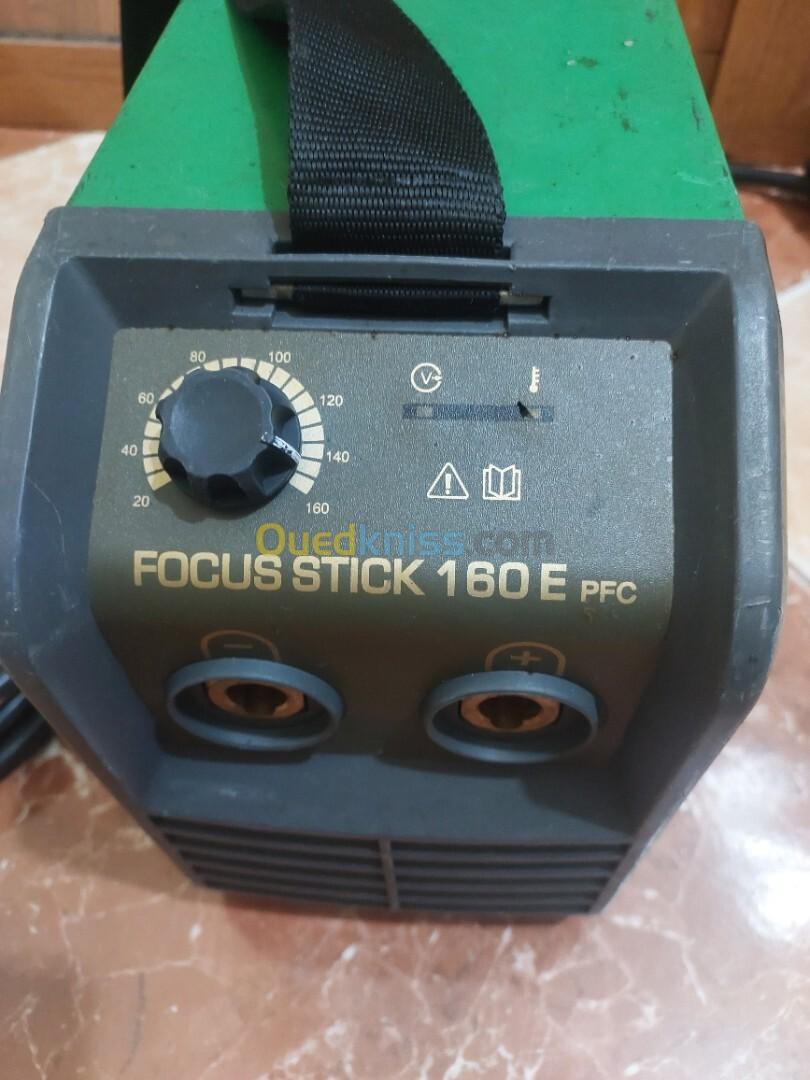 80 100
60 120
40 140
20 160
V
Ouedkniss.com
FOCUS STICK 160 E PFC
−
+